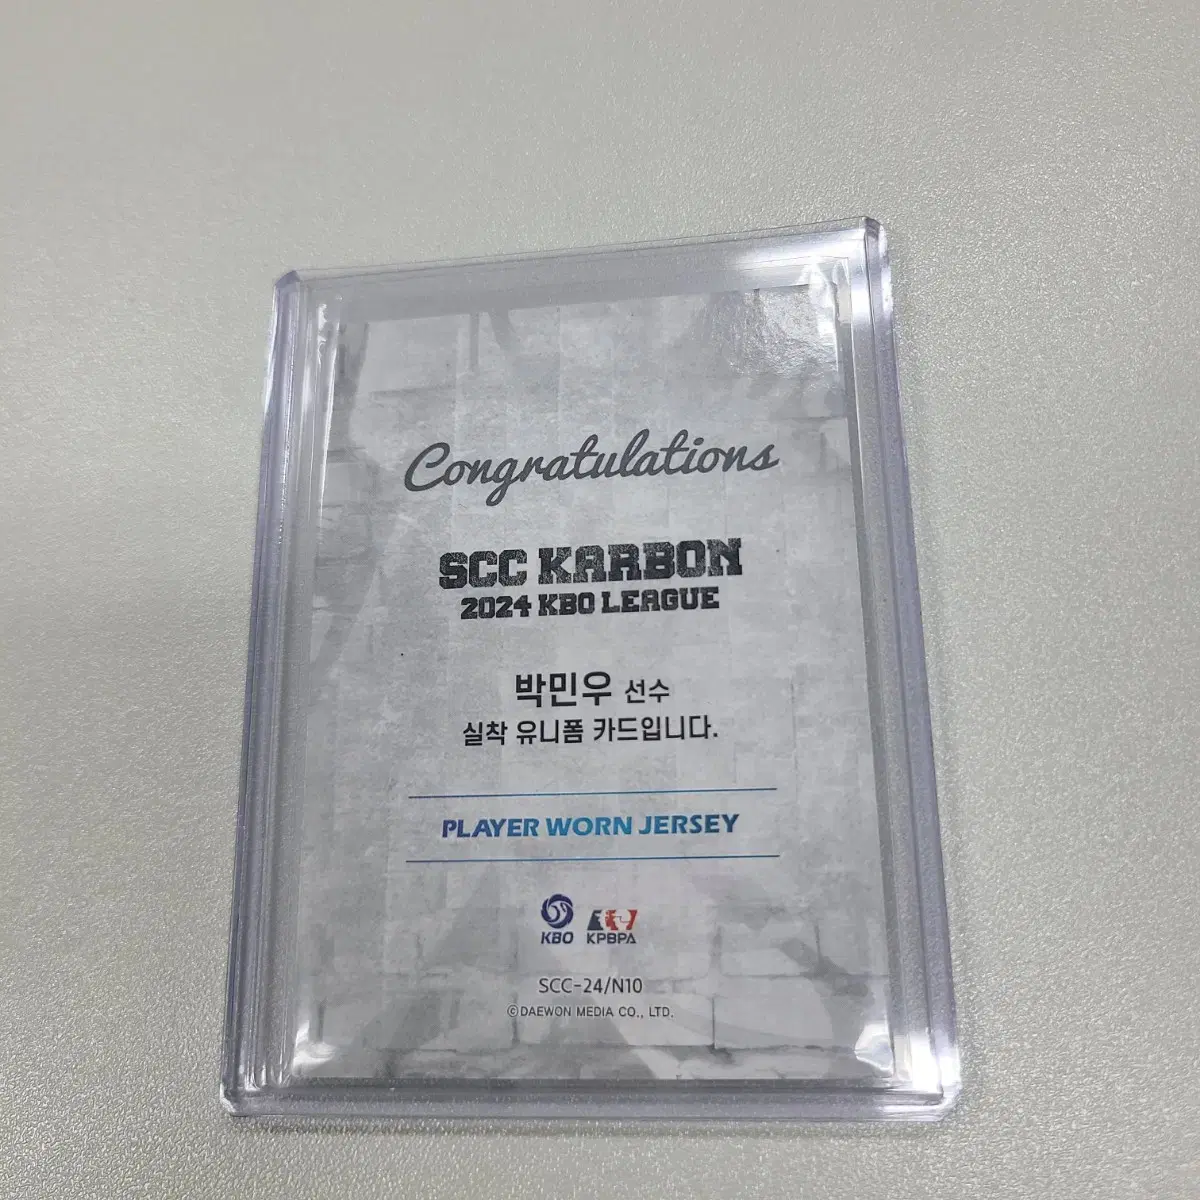 Congratulations
SCC KARBON
2024 KBO LEAGUE
박민우 선수
실착 유니폼 카드입니다.
PLAYER WORN JERSEY
KBO KPBPA
SCC-24/N10
©DAEWON MEDIA CO., LTD.